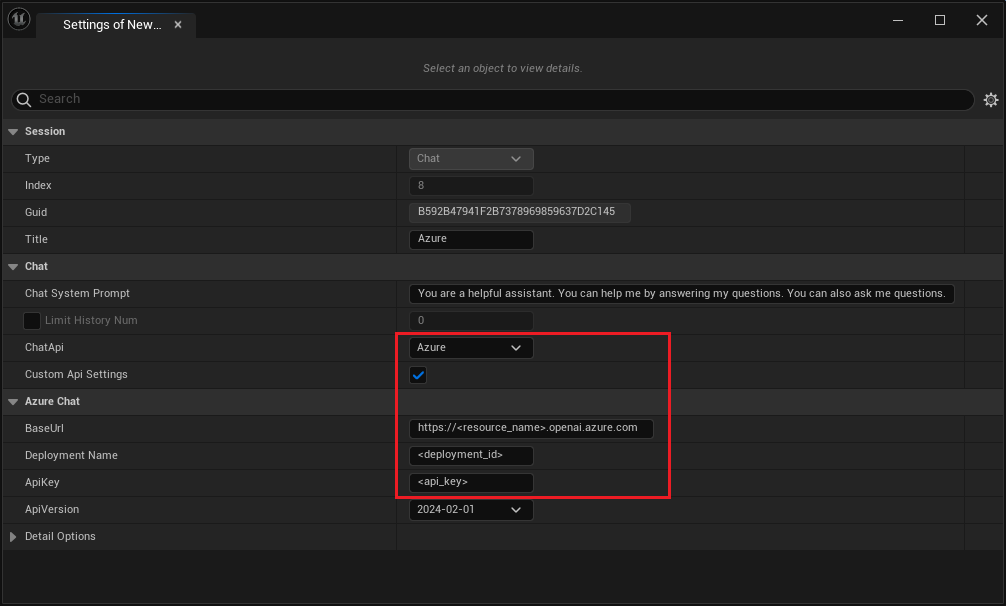 Settings of New…
Select an object to view details.
Search
Session
Type Chat
Index 8
Guid B592B47941F2B7378969859637D2C145
Title Azure
Chat
Chat System Prompt You are a helpful assistant. You can help me by answering my questions. You can also ask me questions.
Limit History Num 0
ChatApi Azure
Custom Api Settings
Azure Chat
BaseUrl https://<resource_name>.openai.azure.com
Deployment Name <deployment_id>
ApiKey <api_key>
ApiVersion 2024-02-01
Detail Options